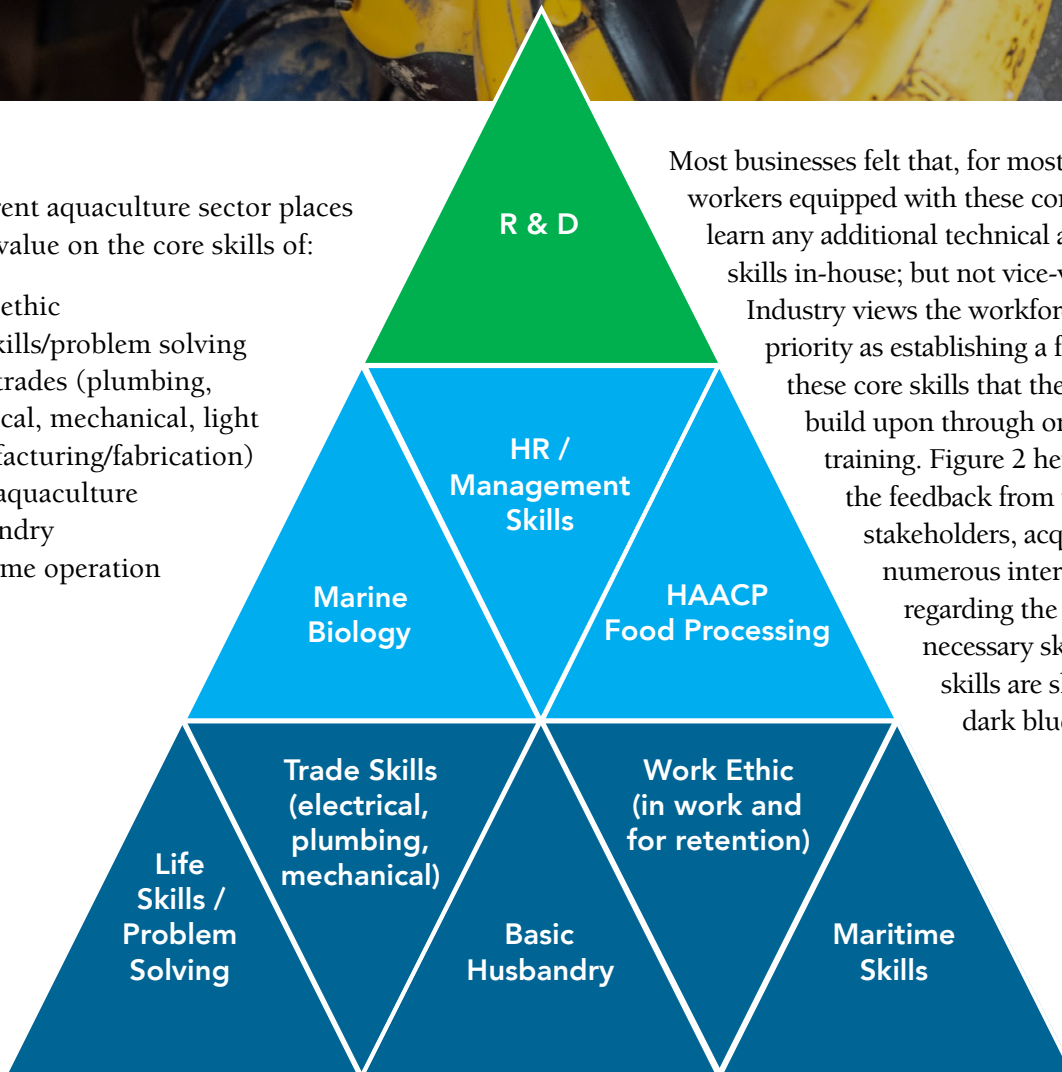 rent aquaculture sector places
value on the core skills of:
ethic
kills/problem solving
trades (plumbing,
cal, mechanical, light
facturing/fabrication)
aquaculture
ndry
me operation
R & D
HR /
Management
Skills
Marine
Biology
HAACP
Food Processing
Trade Skills
(electrical,
plumbing,
mechanical)
Work Ethic
(in work and
for retention)
Life
Skills /
Problem
Solving
Basic
Husbandry
Maritime
Skills
Most businesses felt that, for most
workers equipped with these cor
learn any additional technical a
skills in-house; but not vice-v
Industry views the workfor
priority as establishing a f
these core skills that the
build upon through on
training. Figure 2 he
the feedback from
stakeholders, acq
numerous inter
regarding the
necessary sk
skills are s
dark blu